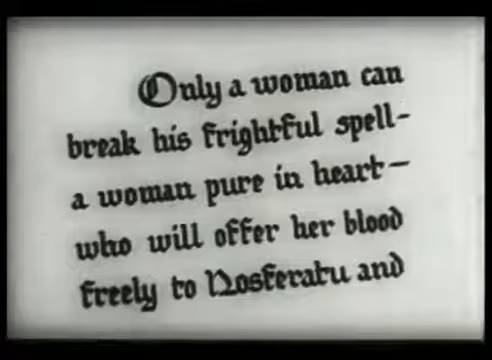 Only a woman can
break his frightful spell-
a woman pure in heart—
who will offer her blood
freely to Nosferatu and